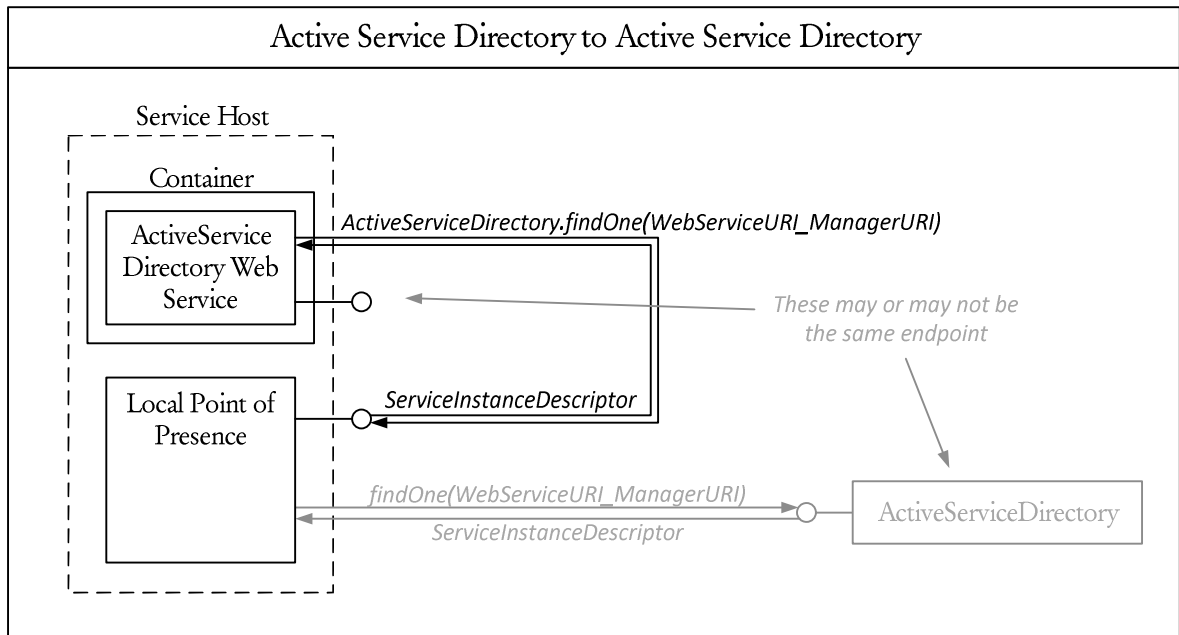 Active Service Directory to Active Service Directory
Service Host
Container
ActiveService
Directory Web
Service
ActiveServiceDirectory.findOne(WebServiceURI_ManagerURI)
These may or may not be
the same endpoint
Local Point of
Presence
ServiceInstanceDescriptor
findOne(WebServiceURI_ManagerURI)
ServiceInstanceDescriptor
ActiveServiceDirectory